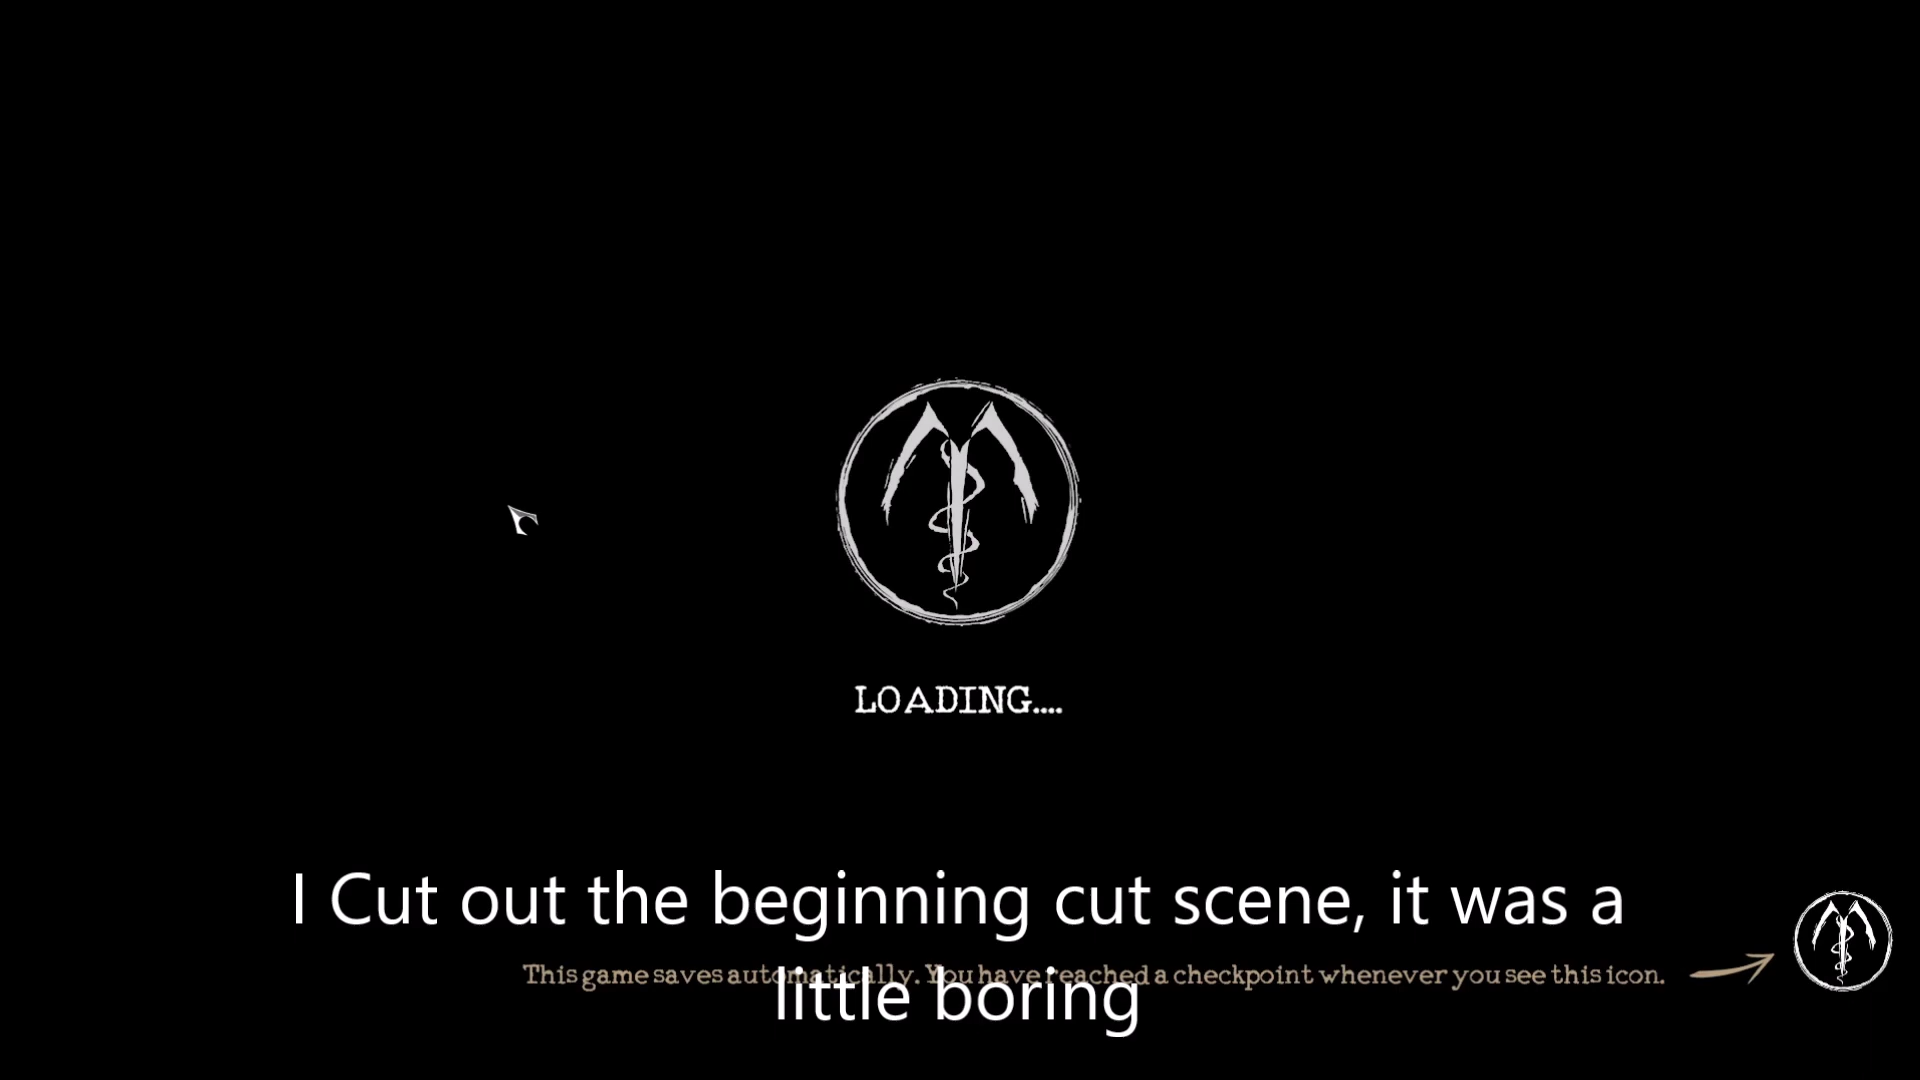 LOADING....
I Cut out the beginning cut scene, it was a
This game saves automatically. You have reached a checkpoint whenever you see this icon.
little boring